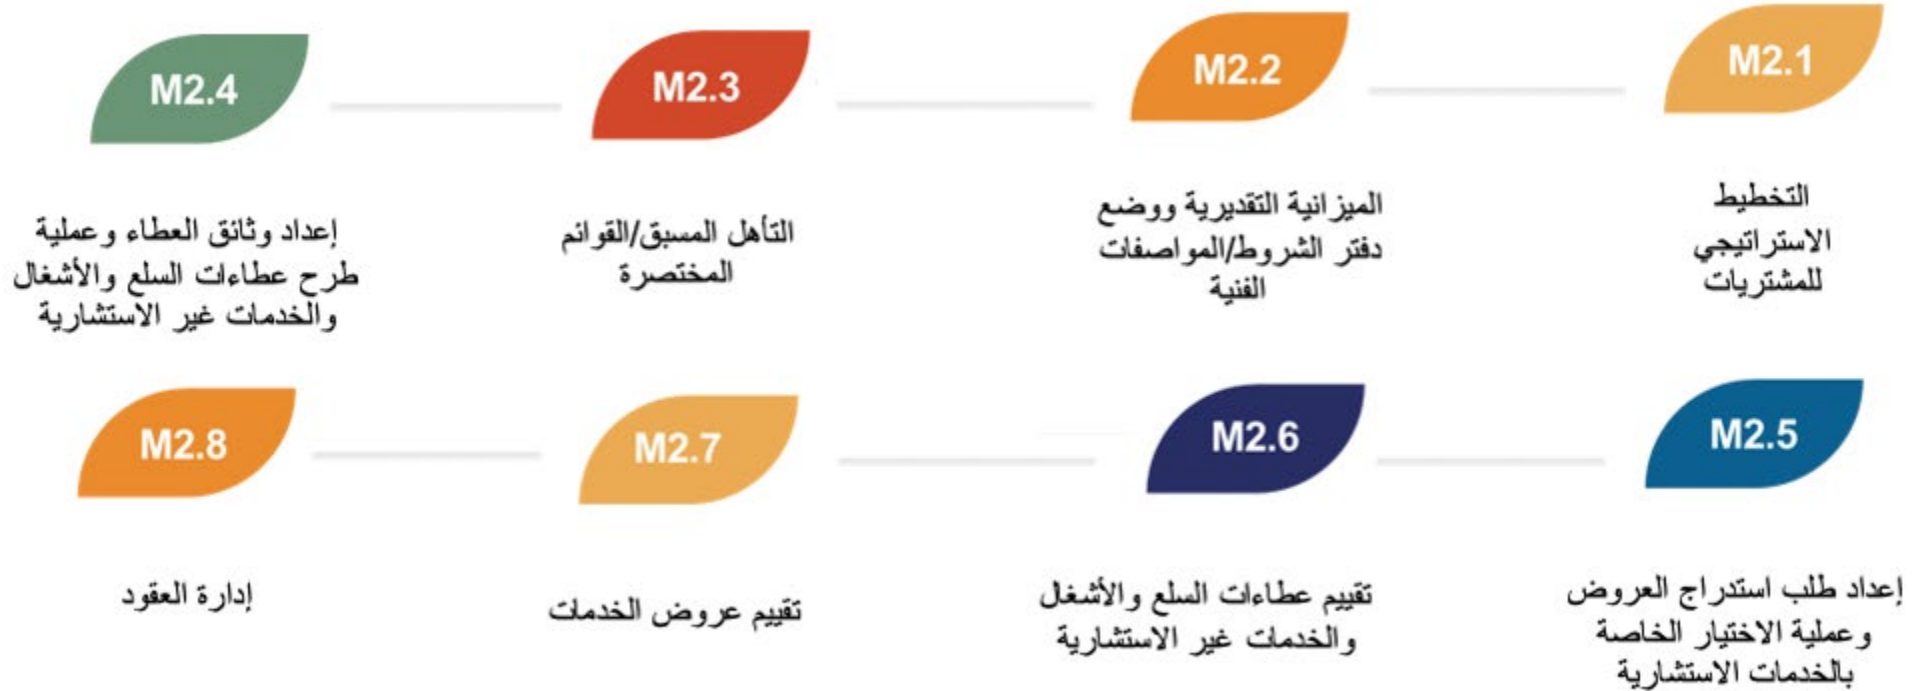 M2.1
التخطيط
الاستراتيجي
للمشتريات
M2.2
الميزانية التقديرية ووضع
دفتر الشروط/المواصفات
الفنية
M2.3
التأهل المسبق/القوائم
المختصرة
M2.4
إعداد وثائق العطاء وعملية
طرح عطاءات السلع والأشغال
والخدمات غير الاستشارية
M2.5
إعداد طلب استدراج العروض
وعملية الاختيار الخاصة
بالخدمات الاستشارية
M2.6
تقييم عطاءات السلع والأشغال
والخدمات غير الاستشارية
M2.7
تقييم عروض الخدمات
M2.8
إدارة العقود